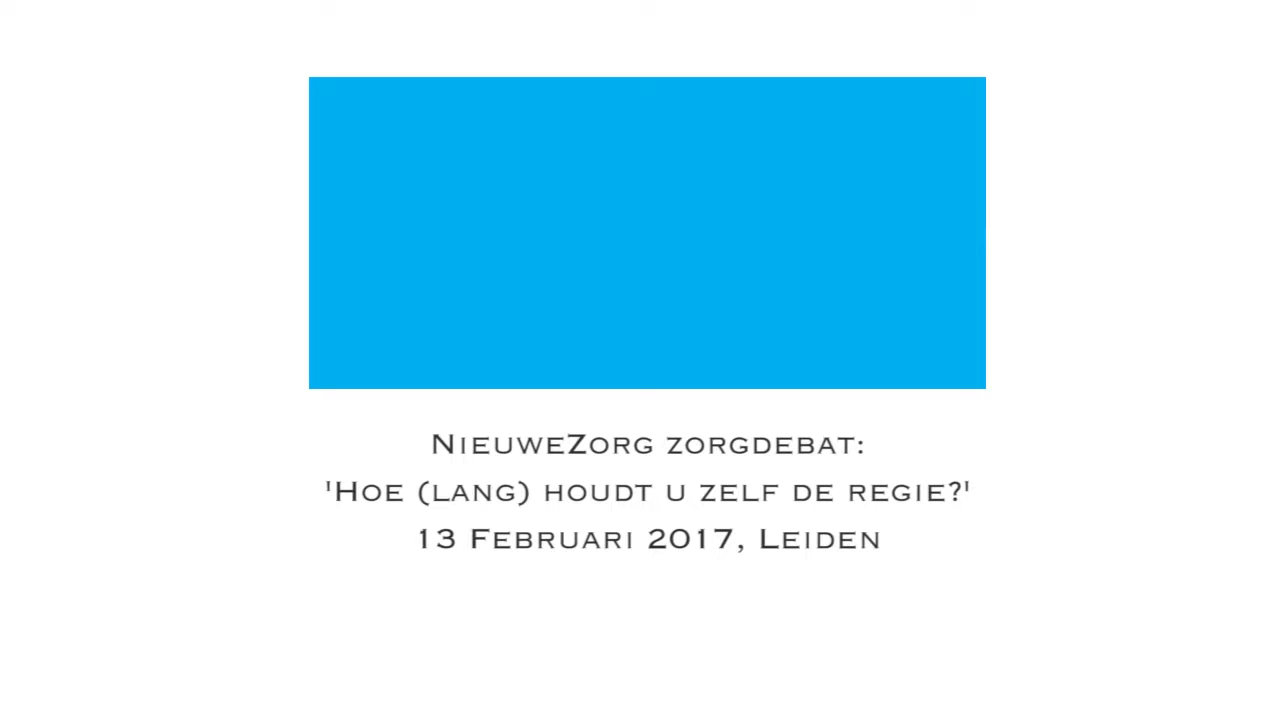 NieuweZorg zorgdebat:
'Hoe (lang) houdt u zelf de regie?'
13 Februari 2017, Leiden